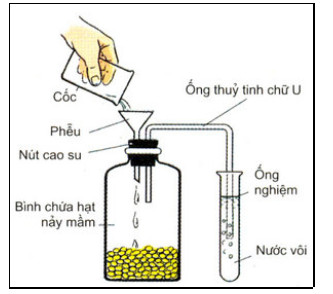 Cốc
Ống thuỷ tinh chữ U
Phễu
Nút cao su
Ống
nghiệm
Bình chứa hạt
nảy mầm
Nước vôi